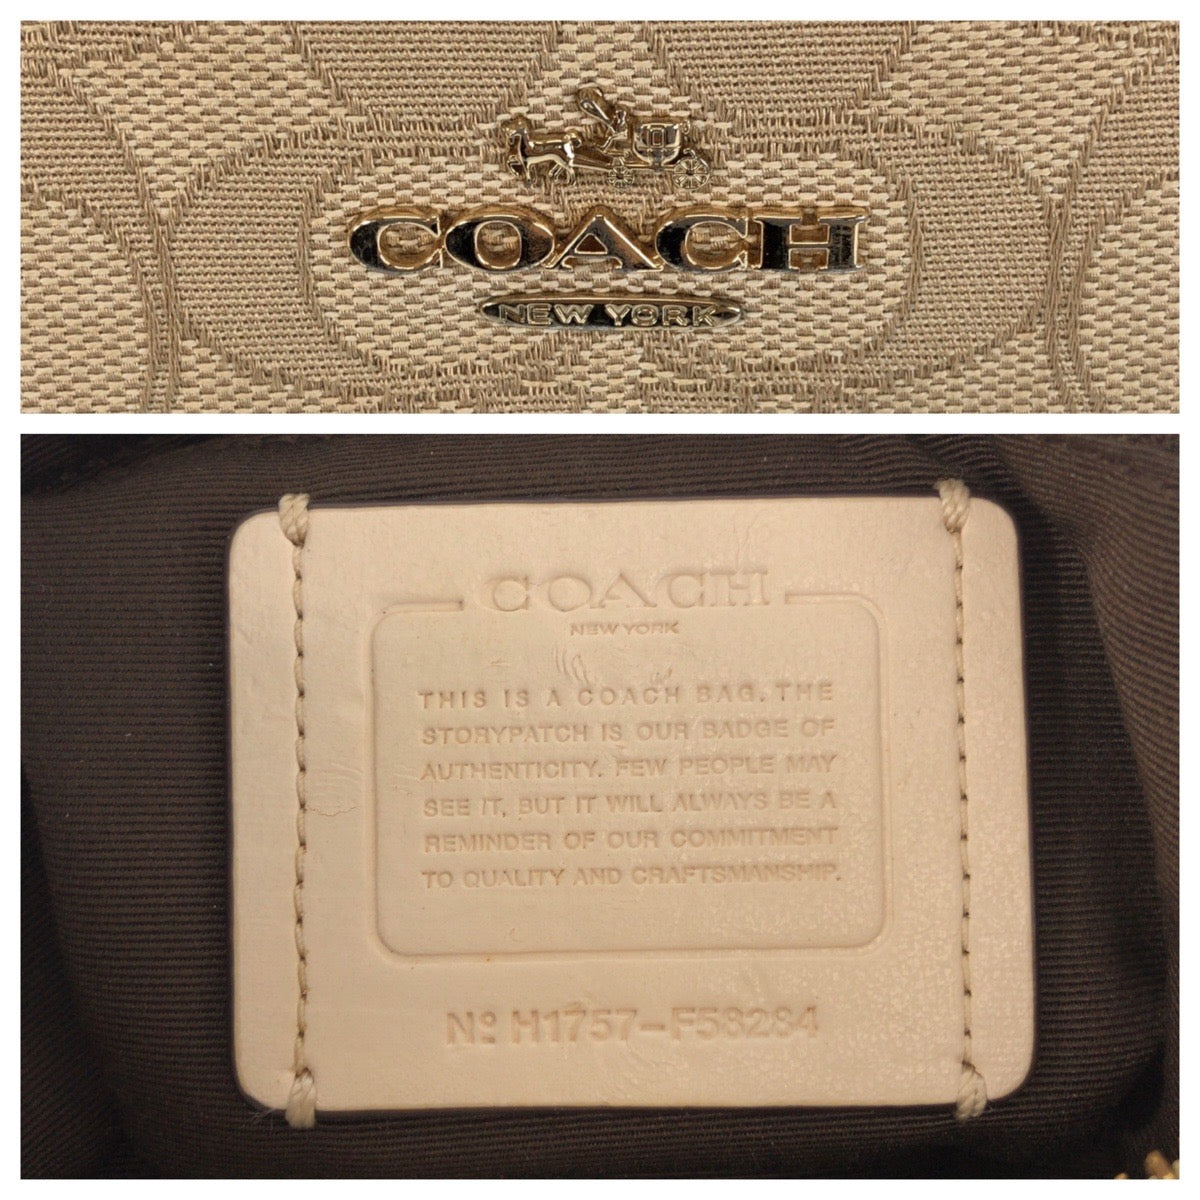 COACH
NEW YORK
COACH
NEW YORK
THIS IS A COACH BAG. THE
STORYPATCH IS OUR BADGE OF
AUTHENTICITY. FEW PEOPLE MAY
SEE IT, BUT IT WILL ALWAYS BE A
REMINDER OF OUR COMMITMENT
TO QUALITY AND CRAFTSMANSHIP.
Nº H1757-F58284